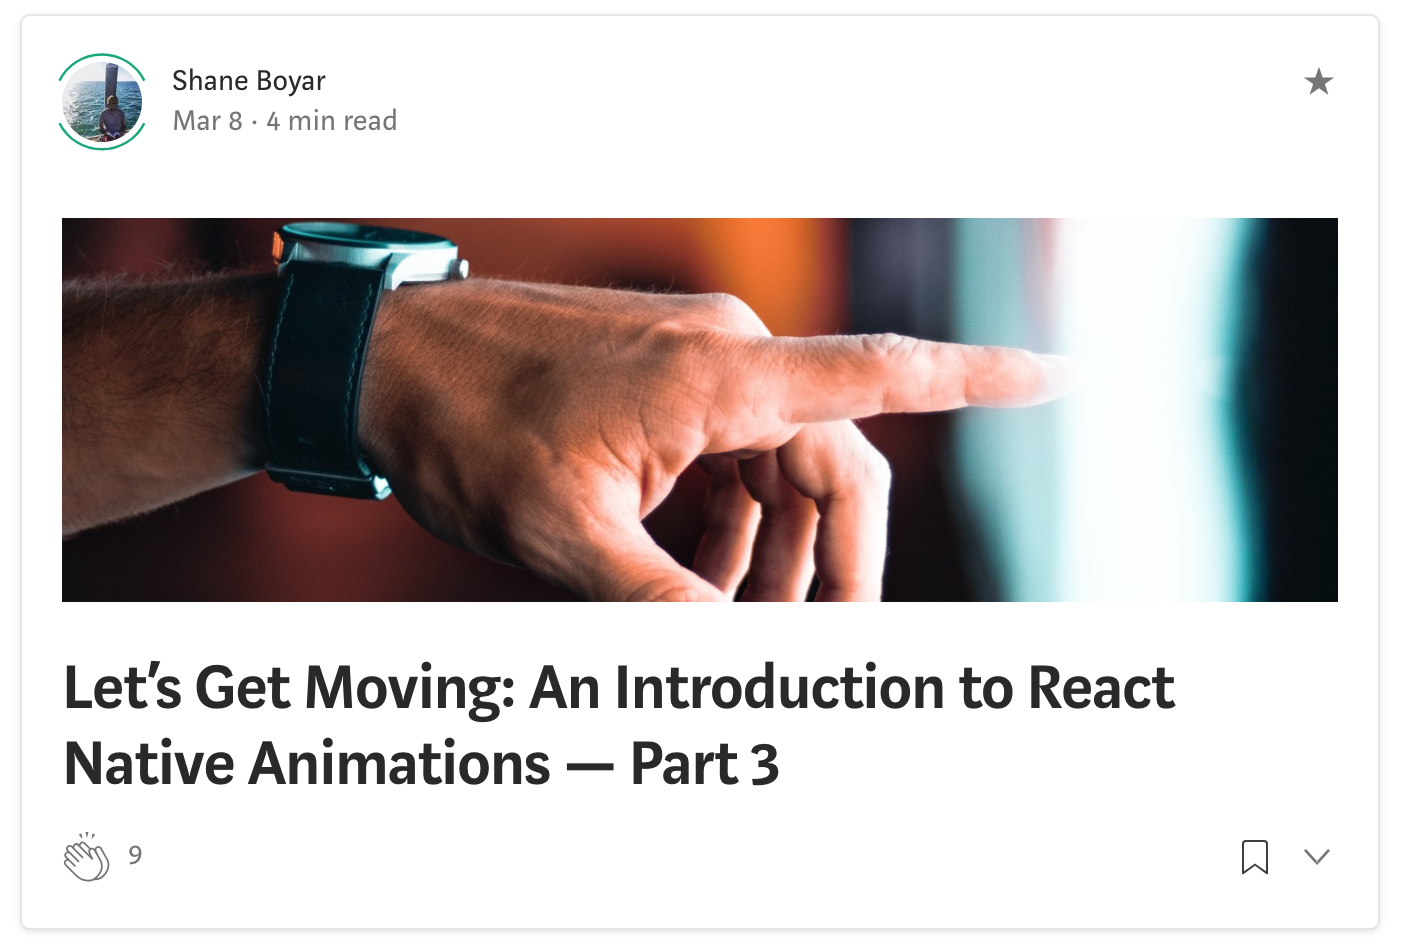 Shane Boyar
Mar 8 · 4 min read
Let’s Get Moving: An Introduction to React
Native Animations — Part 3
9